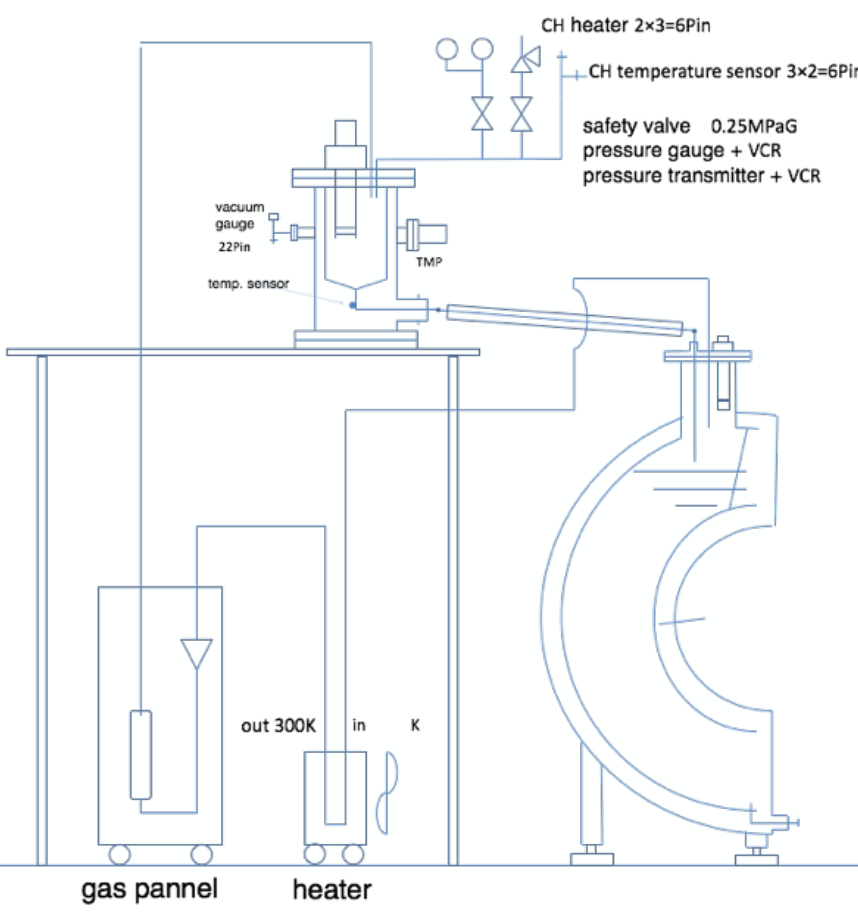 CH heater 2×3=6Pin
CH temperature sensor 3×2=6Pin
safety valve 0.25MPaG
pressure gauge + VCR
pressure transmitter + VCR
vacuum
gauge
22Pin
TMP
temp. sensor
out 300K in K
gas pannel
heater